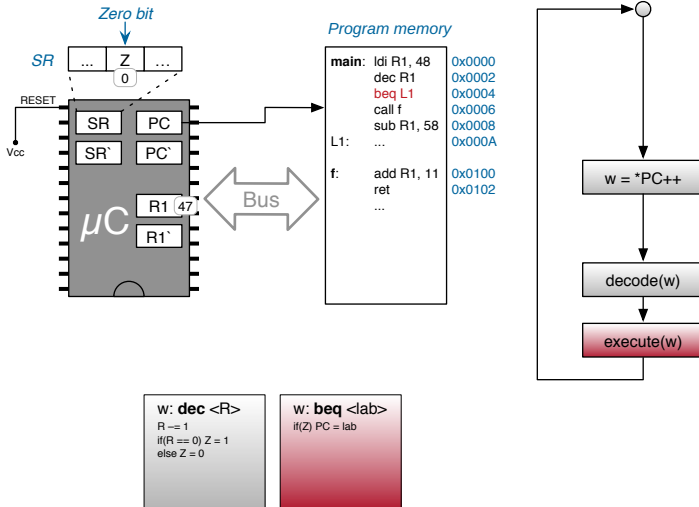 Zero bit
SR ... Z ...
0
RESET
Vcc
SR PC
SR` PC`
R1 47
R1`
µC
Bus
Program memory
main: ldi R1, 48 0x0000
dec R1 0x0002
beq L1 0x0004
call f 0x0006
sub R1, 58 0x0008
L1: ... 0x000A
f: add R1, 11 0x0100
ret 0x0102
...
w = *PC++
decode(w)
execute(w)
w: dec <R>
R –= 1
if(R == 0) Z = 1
else Z = 0
w: beq <lab>
if(Z) PC = lab